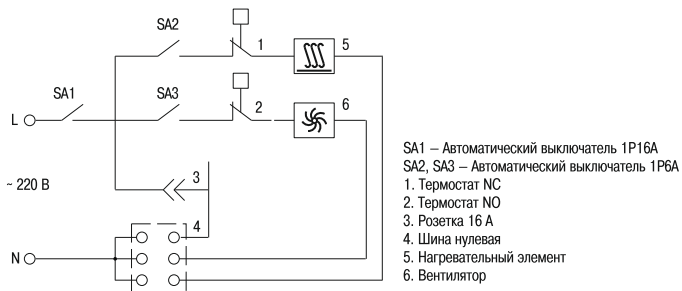 SA2
1
5
SA1
SA3
2
6
L
~ 220 В
3
4
N
SA1 – Автоматический выключатель 1P16A
SA2, SA3 – Автоматический выключатель 1P6A
1. Термостат NC
2. Термостат NO
3. Розетка 16 А
4. Шина нулевая
5. Нагревательный элемент
6. Вентилятор